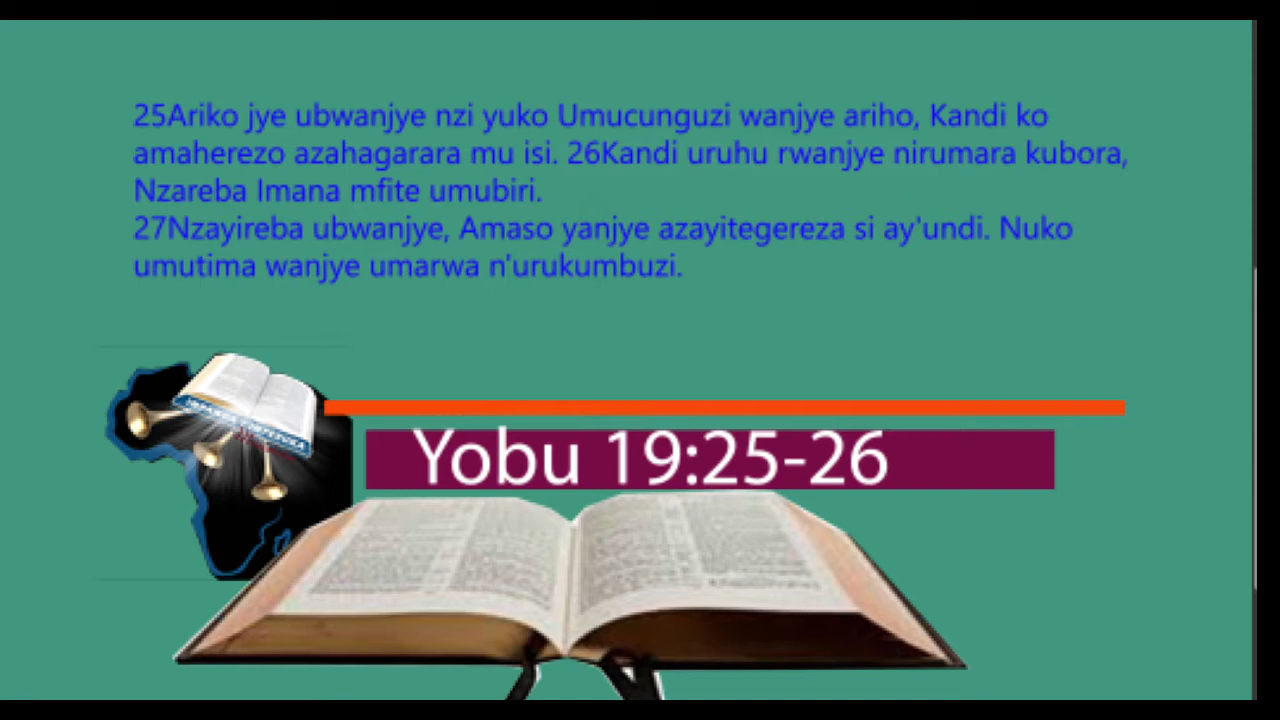 25Ariko jye ubwanjye nzi yuko Umucunguzi wanjye ariho, Kandi ko
amaherezo azahagarara mu isi. 26Kandi uruhu rwanjye nirumara kubora,
Nzareba Imana mfite umubiri.
27Nzayireba ubwanjye, Amaso yanjye azayitegereza si ay'undi. Nuko
umutima wanjye umarwa n'urukumbuzi.
Yobu 19:25-26